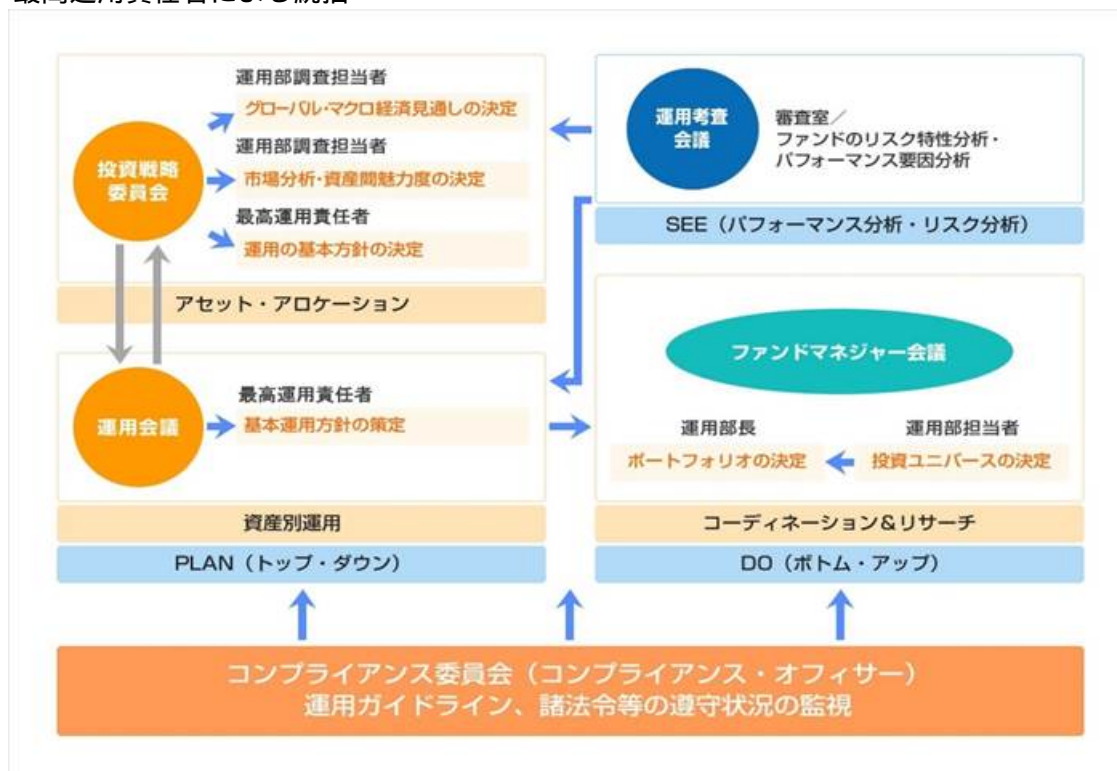 最高運用責任者による統括
運用部調査担当者
グローバル・マクロ経済見通しの決定
運用部調査担当者
市場分析・資産間魅力度の決定
最高運用責任者
運用の基本方針の決定
投資戦略
委員会
アセット・アロケーション
運用会議
最高運用責任者
基本運用方針の策定
資産別運用
PLAN（トップ・ダウン）
運用考査
会議
審査室／
ファンドのリスク特性分析・
パフォーマンス要因分析
SEE（パフォーマンス分析・リスク分析）
ファンドマネジャー会議
運用部長
ポートフォリオの決定
運用部担当者
投資ユニバースの決定
コーディネーション＆リサーチ
DO（ボトム・アップ）
コンプライアンス委員会（コンプライアンス・オフィサー）
運用ガイドライン、諸法令等の遵守状況の監視